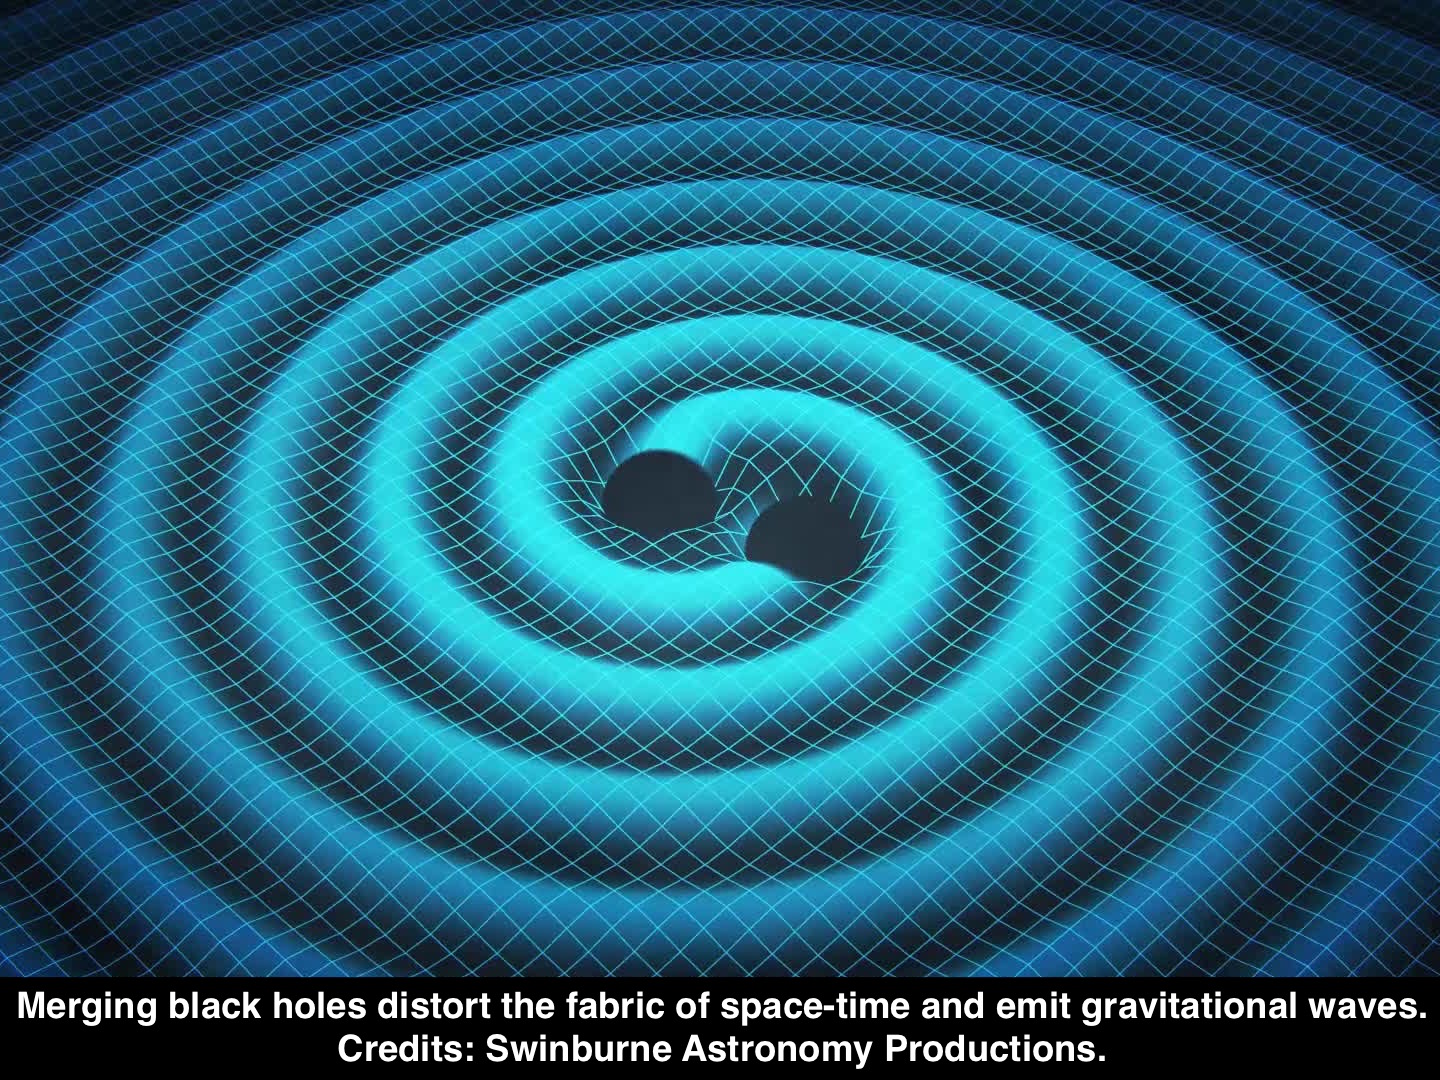 Merging black holes distort the fabric of space-time and emit gravitational waves.
Credits: Swinburne Astronomy Productions.